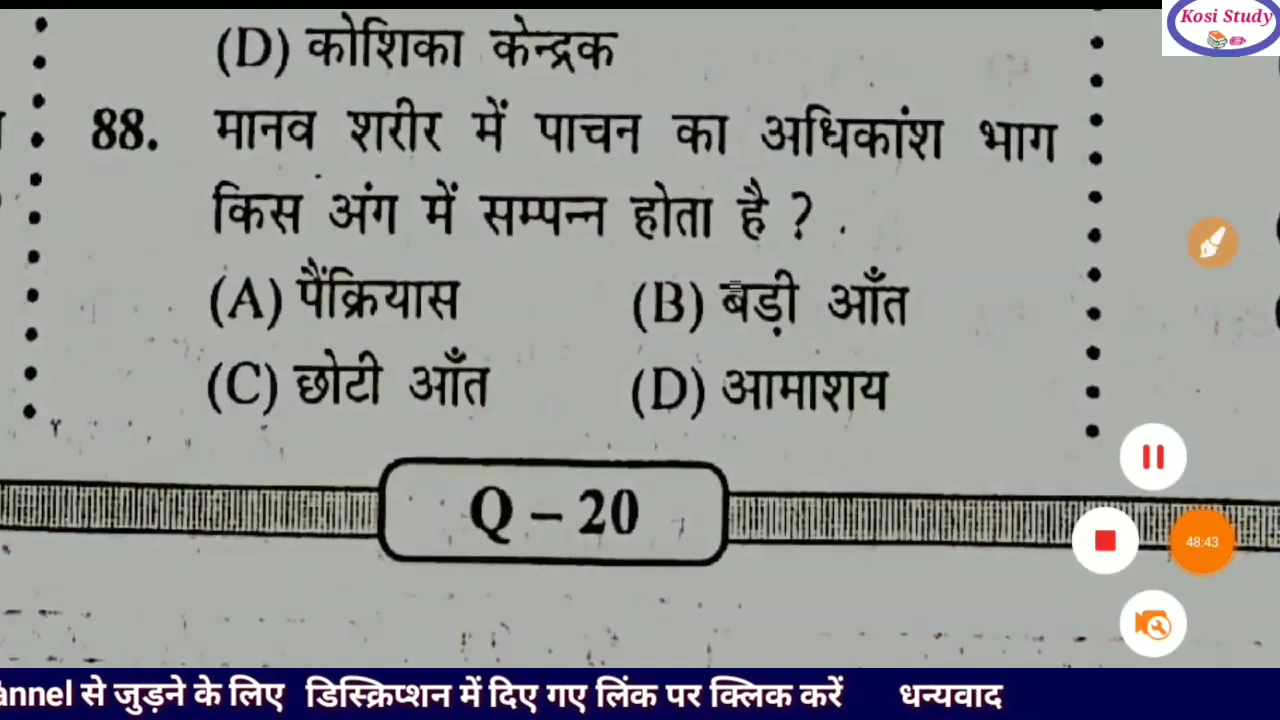 Kosi Study
(D) कोशिका केन्द्रक
88. मानव शरीर में पाचन का अधिकांश भाग
किस अंग में सम्पन्न होता है ?
(A) पैंक्रियास (B) बड़ी आँत
(C) छोटी आँत (D) आमाशय
Q – 20
48:43
annel से जुड़ने के लिए डिस्क्रिप्शन में दिए गए लिंक पर क्लिक करें धन्यवाद